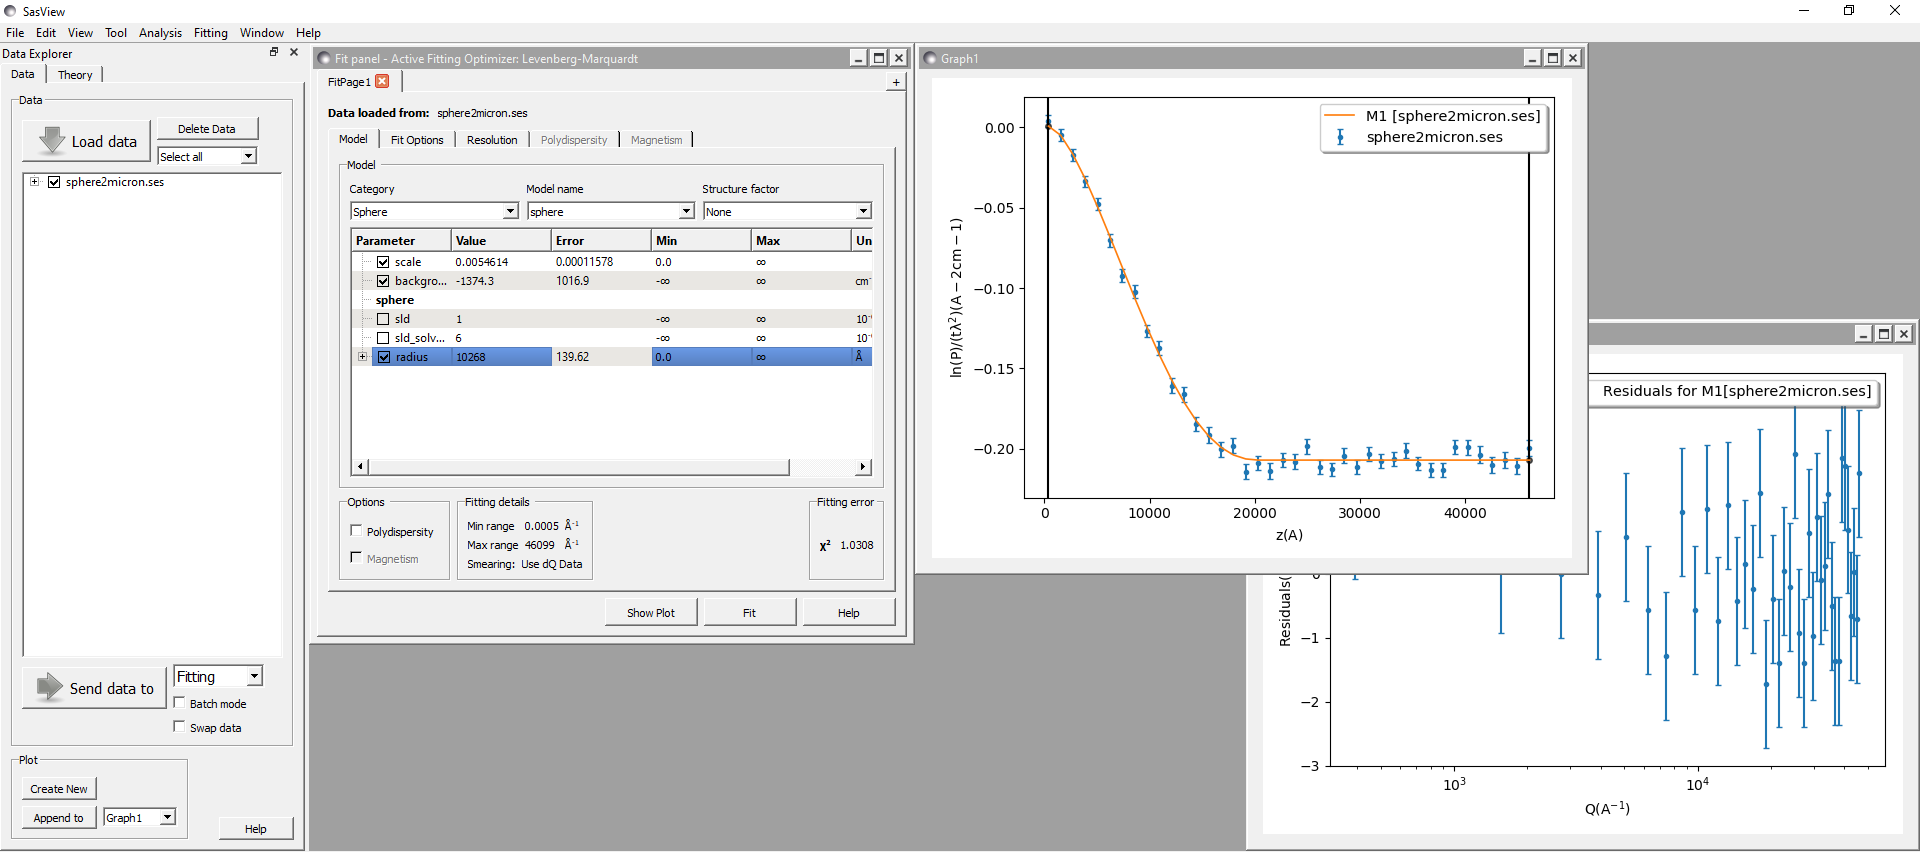 SasView
File Edit View Tool Analysis Fitting Window Help
Data Explorer
Data Theory
Data
Load data
Delete Data
Select all
sphere2micron.ses
Send data to
Fitting
Batch mode
Swap data
Plot
Create New
Append to
Graph1
Help
Fit panel - Active Fitting Optimizer: Levenberg-Marquardt
FitPage1
+
Data loaded from: sphere2micron.ses
Model Fit Options Resolution Polydispersity Magnetism
Model
Category Model name Structure factor
Sphere sphere None
Parameter Value Error Min Max Un
scale 0.0054614 0.00011578 0.0 ∞
backgro... -1374.3 1016.9 -∞ ∞ cm⁻
sphere
sld 1 -∞ ∞ 10⁻
sld_solv... 6 -∞ ∞ 10⁻
radius 10268 139.62 0.0 ∞ Å
Options
Polydispersity
Magnetism
Fitting details
Min range 0.0005 Å⁻¹
Max range 46099 Å⁻¹
Smearing: Use dQ Data
Fitting error
χ² 1.0308
Show Plot Fit Help
Graph1
M1 [sphere2micron.ses]
sphere2micron.ses
0.00
−0.05
−0.10
−0.15
−0.20
ln(P)/(tλ²)(A − 2cm − 1)
0 10000 20000 30000 40000
z(A)
Residuals for M1[sphere2micron.ses]
−1
−2
−3
Residuals(
10³ 10⁴
Q(A⁻¹)